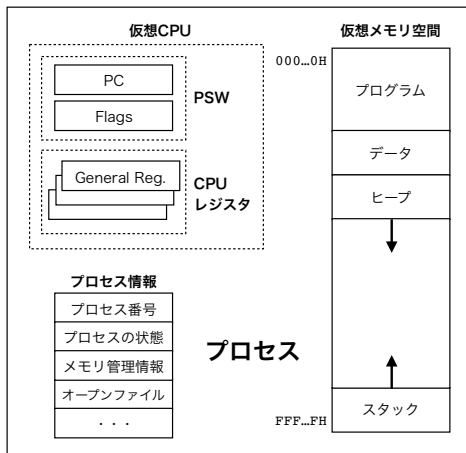 仮想CPU
PC
Flags
PSW
General Reg.
CPU
レジスタ
プロセス情報
プロセス番号
プロセスの状態
メモリ管理情報
オープンファイル
・・・
プロセス
仮想メモリ空間
000…0H
プログラム
データ
ヒープ
スタック
FFF…FH